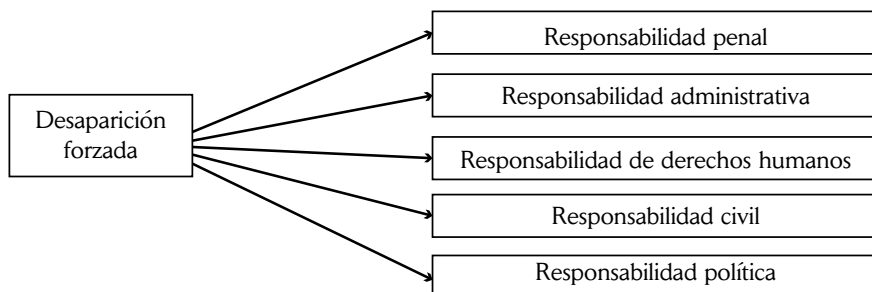 Responsabilidad penal
Responsabilidad administrativa
Desaparición
forzada
Responsabilidad de derechos humanos
Responsabilidad civil
Responsabilidad política